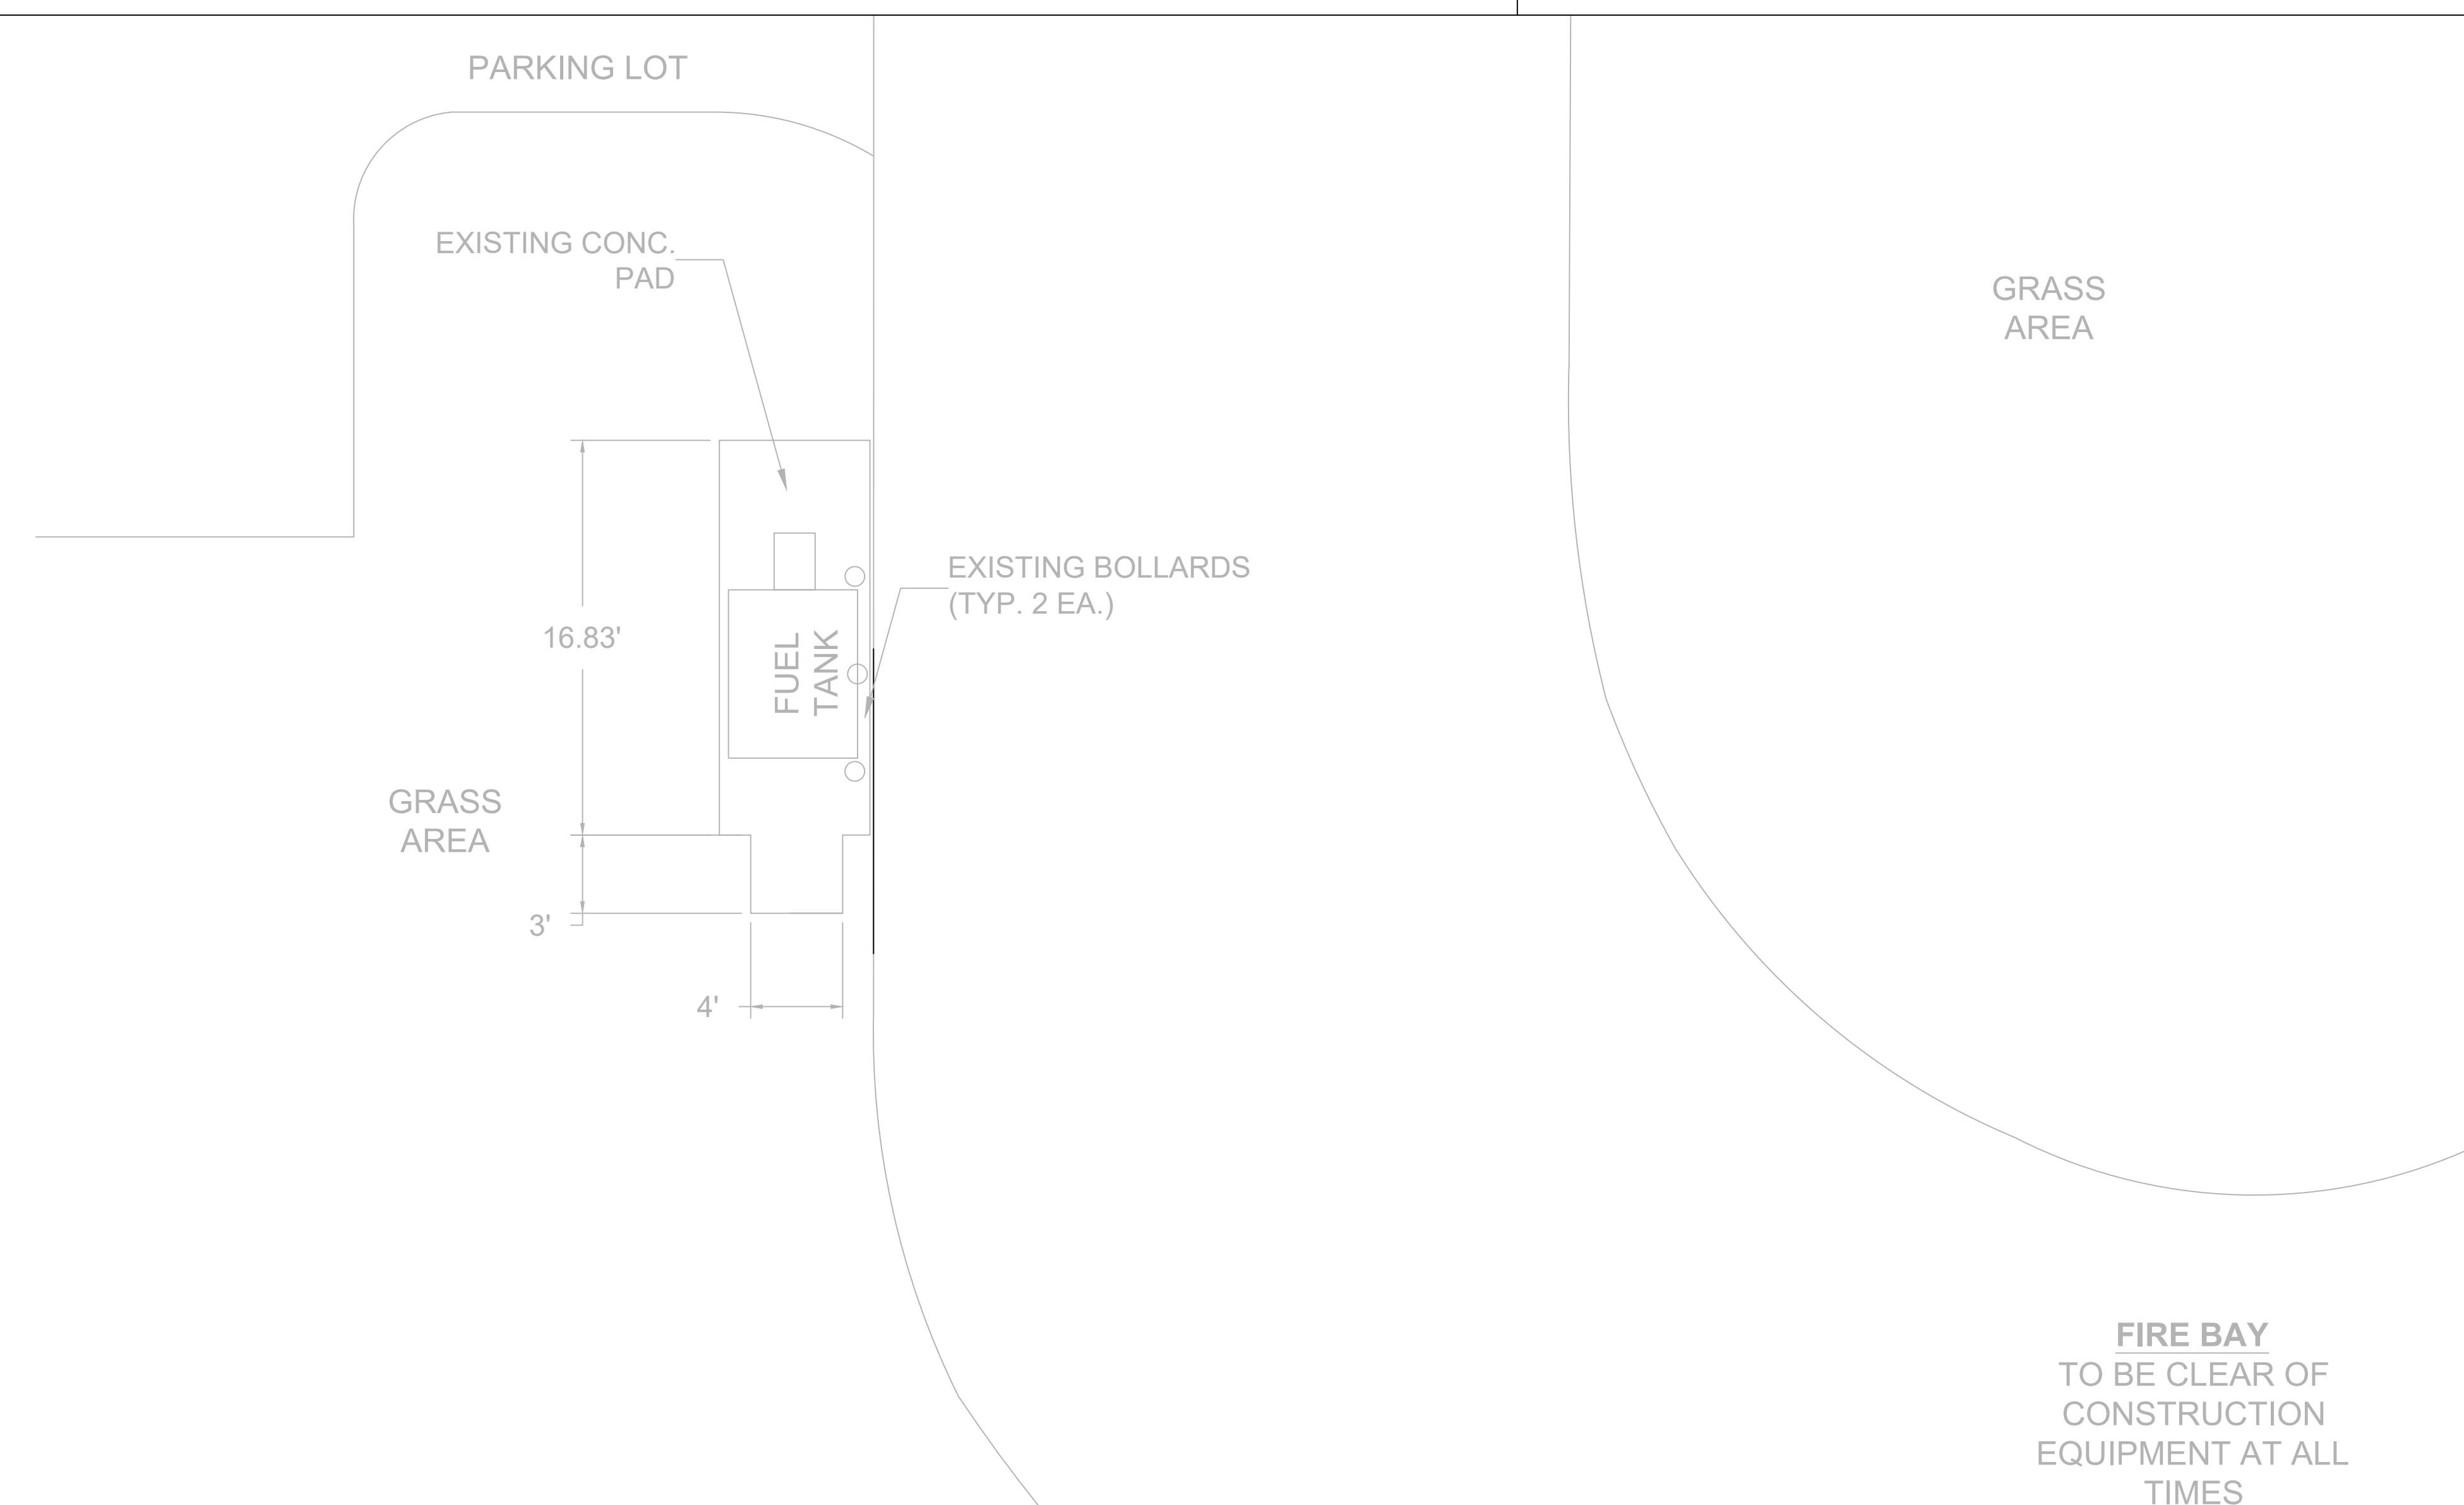 PARKING LOT
EXISTING CONC.
PAD
GRASS
AREA
EXISTING BOLLARDS
(TYP. 2 EA.)
16.83'
FUEL
TANK
GRASS
AREA
3'
4'
FIRE BAY
TO BE CLEAR OF
CONSTRUCTION
EQUIPMENT AT ALL
TIMES